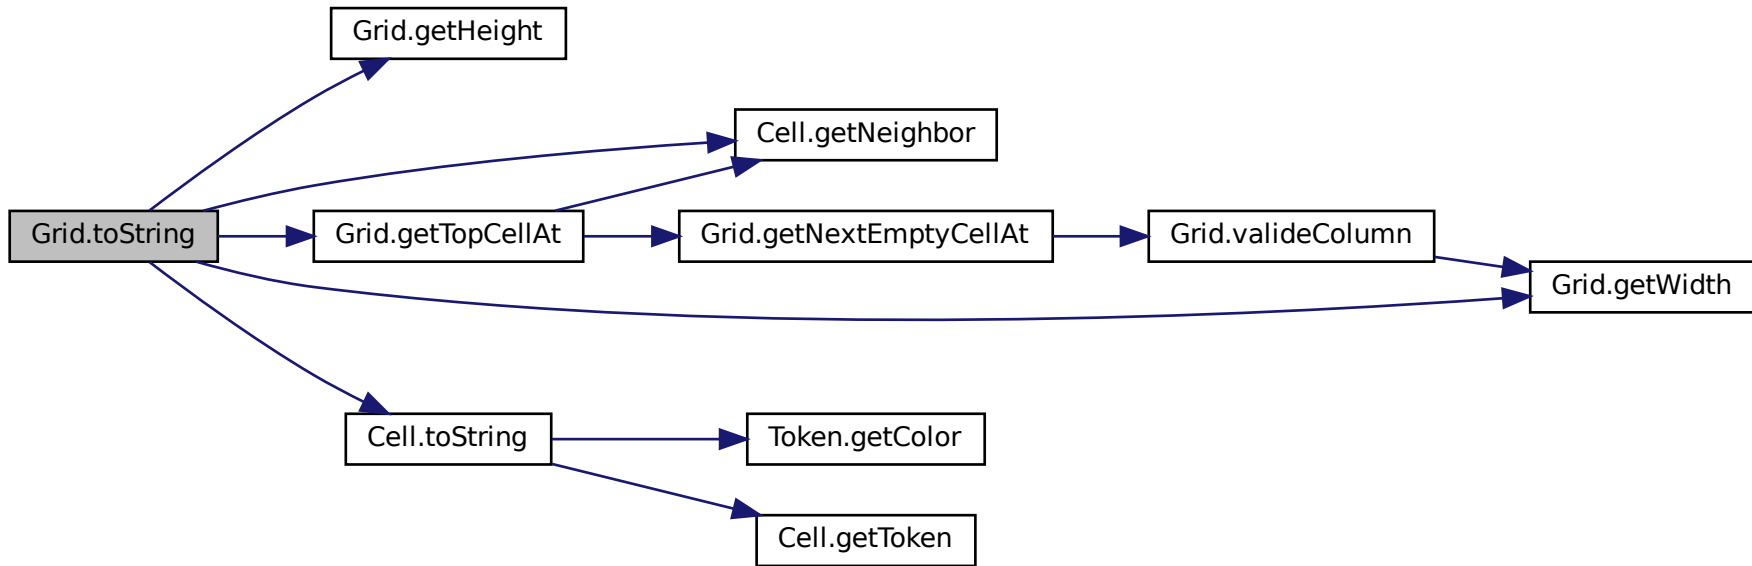 Grid.getHeight
Cell.getNeighbor
Grid.toString
Grid.getTopCellAt
Grid.getNextEmptyCellAt
Grid.valideColumn
Grid.getWidth
Cell.toString
Token.getColor
Cell.getToken